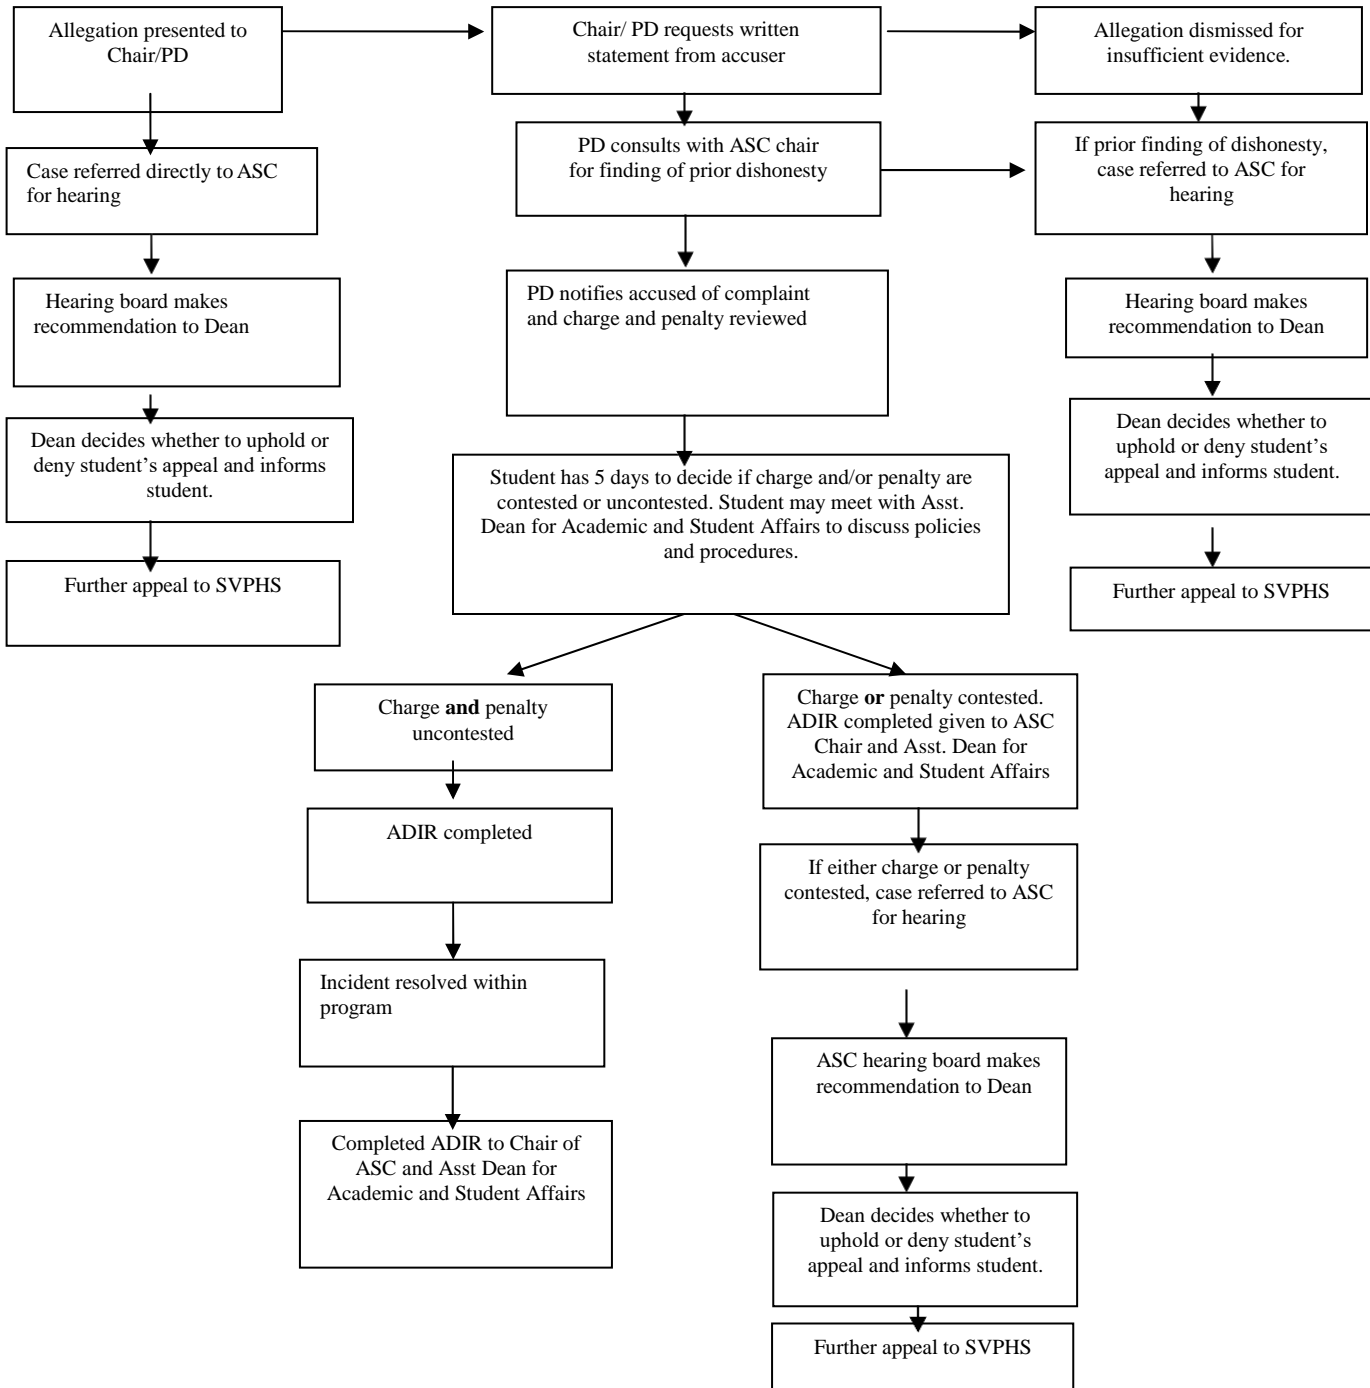 Allegation presented to
Chair/PD
Chair/ PD requests written
statement from accuser
Allegation dismissed for
insufficient evidence.
Case referred directly to ASC
for hearing
PD consults with ASC chair
for finding of prior dishonesty
If prior finding of dishonesty,
case referred to ASC for
hearing
Hearing board makes
recommendation to Dean
PD notifies accused of complaint
and charge and penalty reviewed
Hearing board makes
recommendation to Dean
Dean decides whether to uphold or
deny student’s appeal and informs
student.
Student has 5 days to decide if charge and/or penalty are
contested or uncontested. Student may meet with Asst.
Dean for Academic and Student Affairs to discuss policies
and procedures.
Dean decides whether to
uphold or deny student’s
appeal and informs student.
Further appeal to SVPHS
Further appeal to SVPHS
Charge and penalty
uncontested
Charge or penalty contested.
ADIR completed given to ASC
Chair and Asst. Dean for
Academic and Student Affairs
ADIR completed
If either charge or penalty
contested, case referred to ASC
for hearing
Incident resolved within
program
ASC hearing board makes
recommendation to Dean
Completed ADIR to Chair of
ASC and Asst Dean for
Academic and Student Affairs
Dean decides whether to
uphold or deny student’s
appeal and informs student.
Further appeal to SVPHS